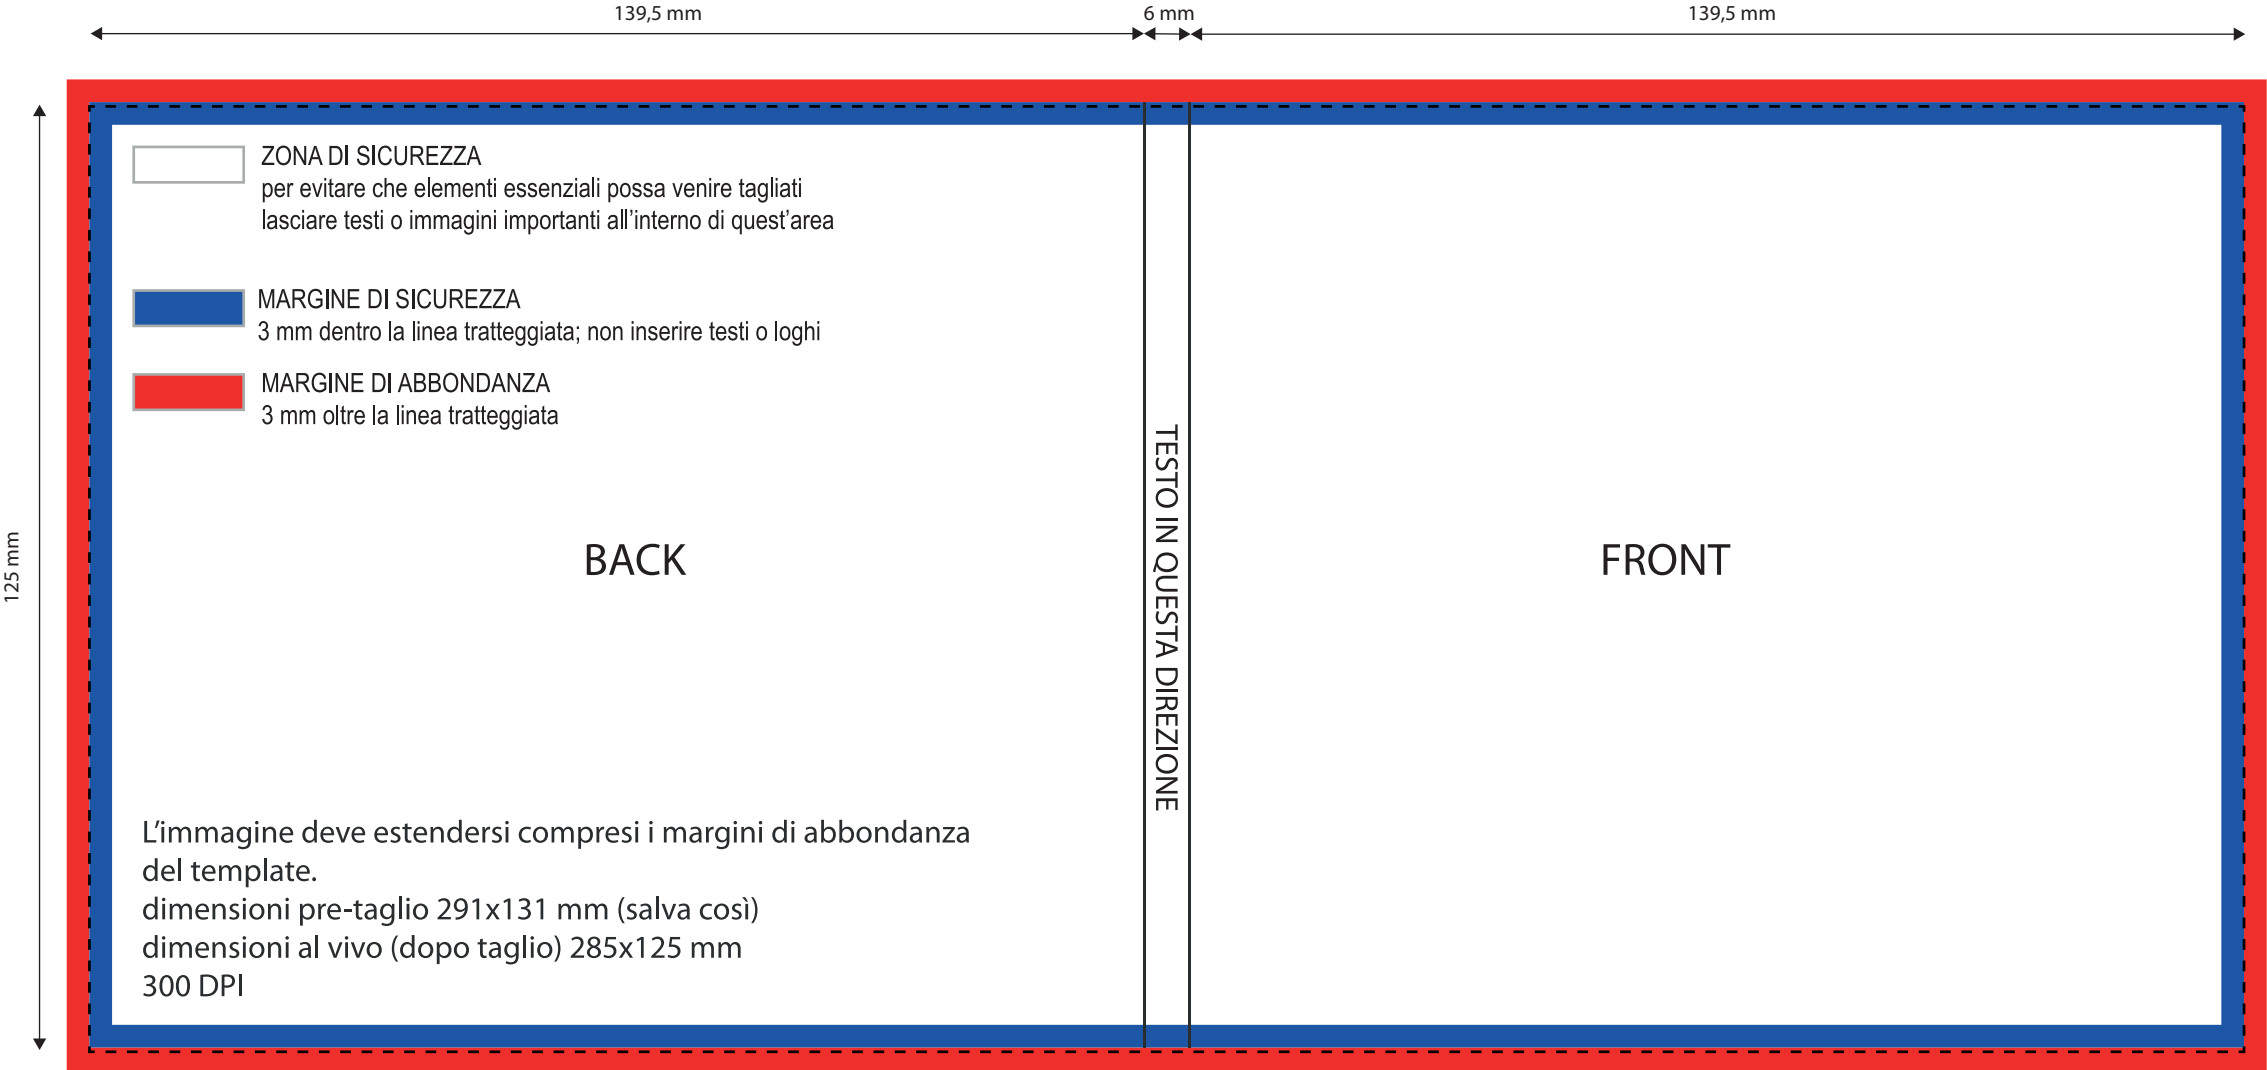 139,5 mm
6 mm
139,5 mm
125 mm
ZONA DI SICUREZZA
per evitare che elementi essenziali possa venire tagliati
lasciare testi o immagini importanti all'interno di quest'area
MARGINE DI SICUREZZA
3 mm dentro la linea tratteggiata; non inserire testi o loghi
MARGINE DI ABBONDANZA
3 mm oltre la linea tratteggiata
BACK
TESTO IN QUESTA DIREZIONE
FRONT
L'immagine deve estendersi compresi i margini di abbondanza
del template.
dimensioni pre-taglio 291x131 mm (salva così)
dimensioni al vivo (dopo taglio) 285x125 mm
300 DPI